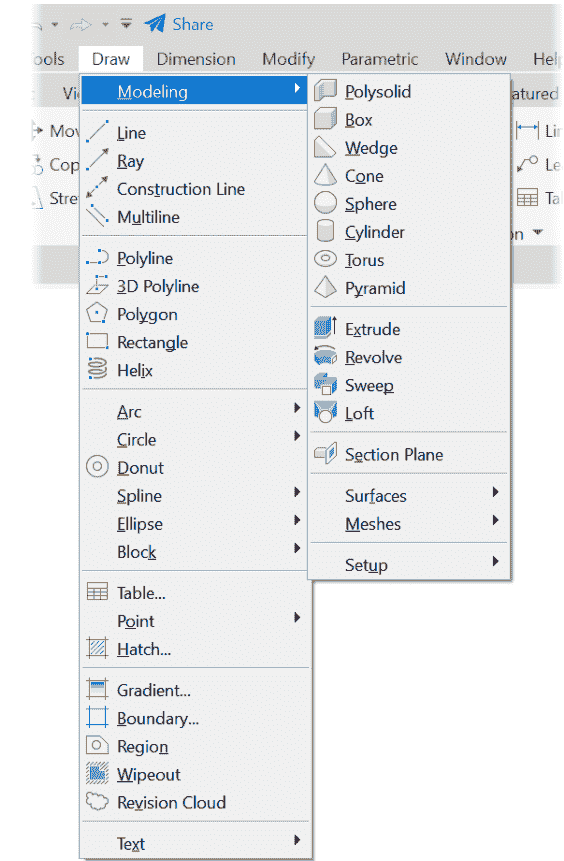 Share
Draw Dimension Modify Parametric Window
Modeling
Line
Ray
Construction Line
Multiline
Polyline
3D Polyline
Polygon
Rectangle
Helix
Arc
Circle
Donut
Spline
Ellipse
Block
Table...
Point
Hatch...
Gradient...
Boundary...
Region
Wipeout
Revision Cloud
Text
Polysolid
Box
Wedge
Cone
Sphere
Cylinder
Torus
Pyramid
Extrude
Revolve
Sweep
Loft
Section Plane
Surfaces
Meshes
Setup